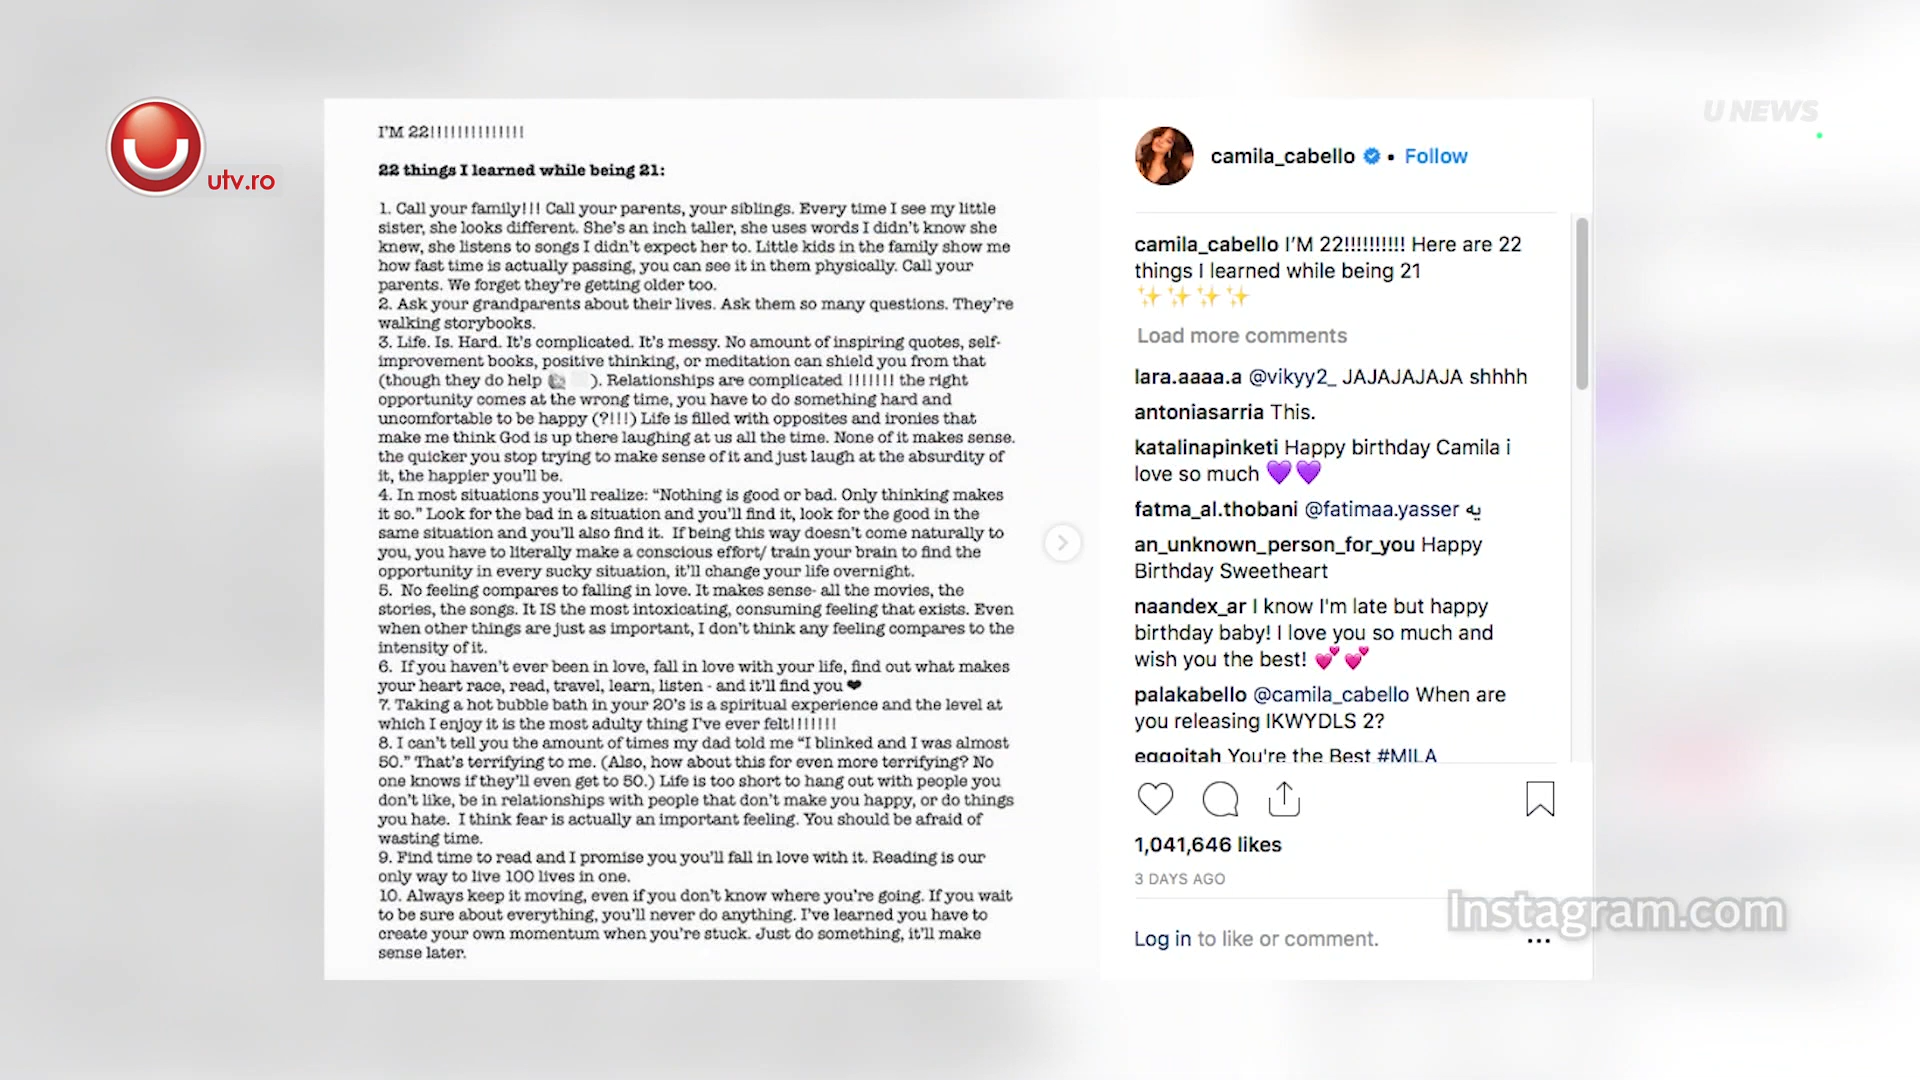 utv.ro
U NEWS
I'M 22!!!!!!!!!!!!!!
22 things I learned while being 21:
1. Call your family!!! Call your parents, your siblings. Every time I see my little
sister, she looks different. She's an inch taller, she uses words I didn't know she
knew, she listens to songs I didn't expect her to. Little kids in the family show me
how fast time is actually passing, you can see it in them physically. Call your
parents. We forget they're getting older too.
2. Ask your grandparents about their lives. Ask them so many questions. They're
walking storybooks.
3. Life. Is. Hard. It's complicated. It's messy. No amount of inspiring quotes, self-
improvement books, positive thinking, or meditation can shield you from that
(though they do help ). Relationships are complicated !!!!!!! the right
opportunity comes at the wrong time, you have to do something hard and
uncomfortable to be happy (?!!!) Life is filled with opposites and ironies that
make me think God is up there laughing at us all the time. None of it makes sense.
the quicker you stop trying to make sense of it and just laugh at the absurdity of
it, the happier you'll be.
4. In most situations you'll realize: “Nothing is good or bad. Only thinking makes
it so.” Look for the bad in a situation and you'll find it, look for the good in the
same situation and you'll also find it. If being this way doesn't come naturally to
you, you have to literally make a conscious effort/ train your brain to find the
opportunity in every sucky situation, it'll change your life overnight.
5. No feeling compares to falling in love. It makes sense- all the movies, the
stories, the songs. It IS the most intoxicating, consuming feeling that exists. Even
when other things are just as important, I don't think any feeling compares to the
intensity of it.
6. If you haven't ever been in love, fall in love with your life, find out what makes
your heart race, read, travel, learn, listen - and it'll find you ❤
7. Taking a hot bubble bath in your 20's is a spiritual experience and the level at
which I enjoy it is the most adulty thing I've ever felt!!!!!!!
8. I can't tell you the amount of times my dad told me “I blinked and I was almost
50.” That's terrifying to me. (Also, how about this for even more terrifying? No
one knows if they'll even get to 50.) Life is too short to hang out with people you
don't like, be in relationships with people that don't make you happy, or do things
you hate. I think fear is actually an important feeling. You should be afraid of
wasting time.
9. Find time to read and I promise you you'll fall in love with it. Reading is our
only way to live 100 lives in one.
10. Always keep it moving, even if you don't know where you're going. If you wait
to be sure about everything, you'll never do anything. I've learned you have to
create your own momentum when you're stuck. Just do something, it'll make
sense later.
camila_cabello • Follow
camila_cabello I'M 22!!!!!!!!!! Here are 22
things I learned while being 21
✨✨✨✨
Load more comments
lara.aaaa.a @vikyy2_ JAJAJAJAJA shhhh
antoniasarria This.
katalinapinketi Happy birthday Camila i
love so much 💜💜
fatma_al.thobani @fatimaa.yasser يه
an_unknown_person_for_you Happy
Birthday Sweetheart
naandex_ar I know I'm late but happy
birthday baby! I love you so much and
wish you the best! 💕💕
palakabello @camila_cabello When are
you releasing IKWYDLS 2?
eggoitah You're the Best #MILA
1,041,646 likes
3 DAYS AGO
Instagram.com
Log in to like or comment.